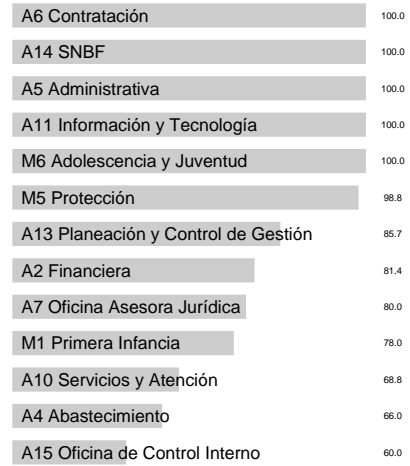 A6 Contratación 100.0
A14 SNBF 100.0
A5 Administrativa 100.0
A11 Información y Tecnología 100.0
M6 Adolescencia y Juventud 100.0
M5 Protección 98.8
A13 Planeación y Control de Gestión 85.7
A2 Financiera 81.4
A7 Oficina Asesora Jurídica 80.0
M1 Primera Infancia 78.0
A10 Servicios y Atención 68.8
A4 Abastecimiento 66.0
A15 Oficina de Control Interno 60.0